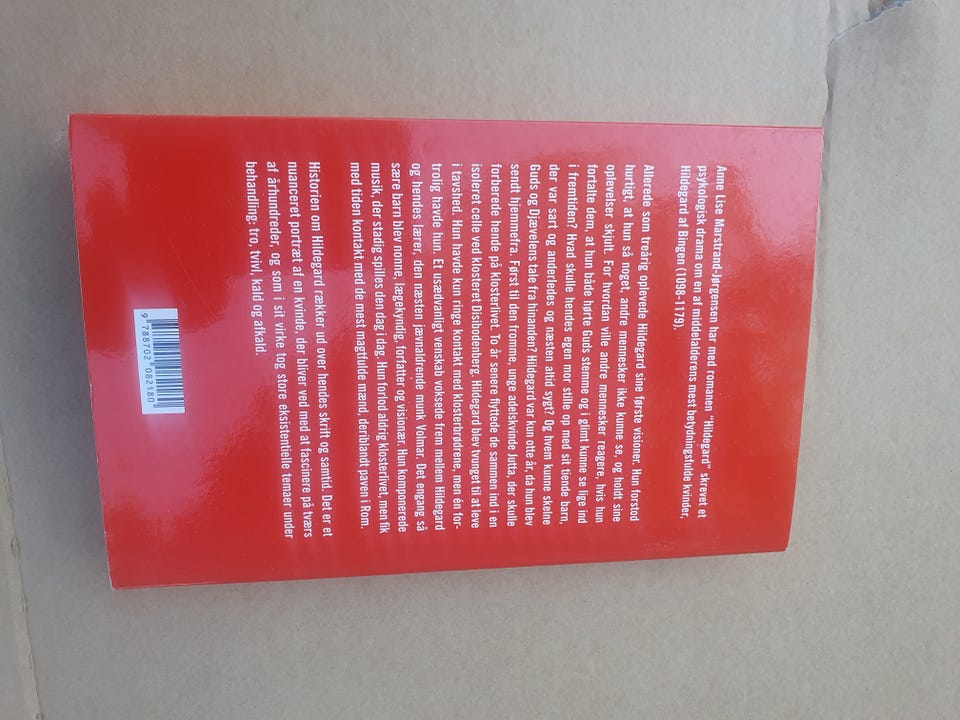 Anne Lise Marstrand-Jørgensen har med romanen "Hildegard" skrevet et
psykologisk drama om en af middelalderens mest betydningsfulde kvinder,
Hildegard af Bingen (1098-1179).
Allerede som treårig oplevede Hildegard sine første visioner. Hun forstod
hurtigt, at hun så noget, andre mennesker ikke kunne se, og holdt sine
oplevelser skjult. For hvordan ville andre mennesker reagere, hvis hun
fortalte dem, at hun både hørte Guds stemme og i glimt kunne se lige ind
i fremtiden? Hvad skulle hendes egen mor stille op med sit tiende barn,
der var sart og anderledes og næsten altid sygt? Og hvem kunne skelne
Guds og Djævelens tale fra hinanden? Hildegard var kun otte år, da hun blev
sendt hjemmefra. Først til den fromme, unge adelskvinde Jutta, der skulle
forberede hende på klosterlivet. To år senere flyttede de sammen ind i en
isoleret celle ved klosteret Disibodenberg. Hildegard blev tvunget til at leve
i tavshed. Hun havde kun ringe kontakt med klosterbrødrene, men én for-
trolig havde hun. Et usædvanligt venskab voksede frem mellem Hildegard
og hendes lærer, den næsten jævnaldrende munk Volmar. Det engang så
sære barn blev nonne, lægekyndig, forfatter og visionær. Hun komponerede
musik, der stadig spilles den dag i dag. Hun forlod aldrig klosterlivet, men fik
med tiden kontakt med de mest magtfulde mænd, deriblandt paven i Rom.
Historien om Hildegard rækker ud over hendes skrift og samtid. Det er et
nuanceret portræt af en kvinde, der bliver ved med at fascinere på tværs
af århundreder, og som i sit virke tog store eksistentielle temaer under
behandling: tro, tvivl, kald og afkald.
9 788702 082180